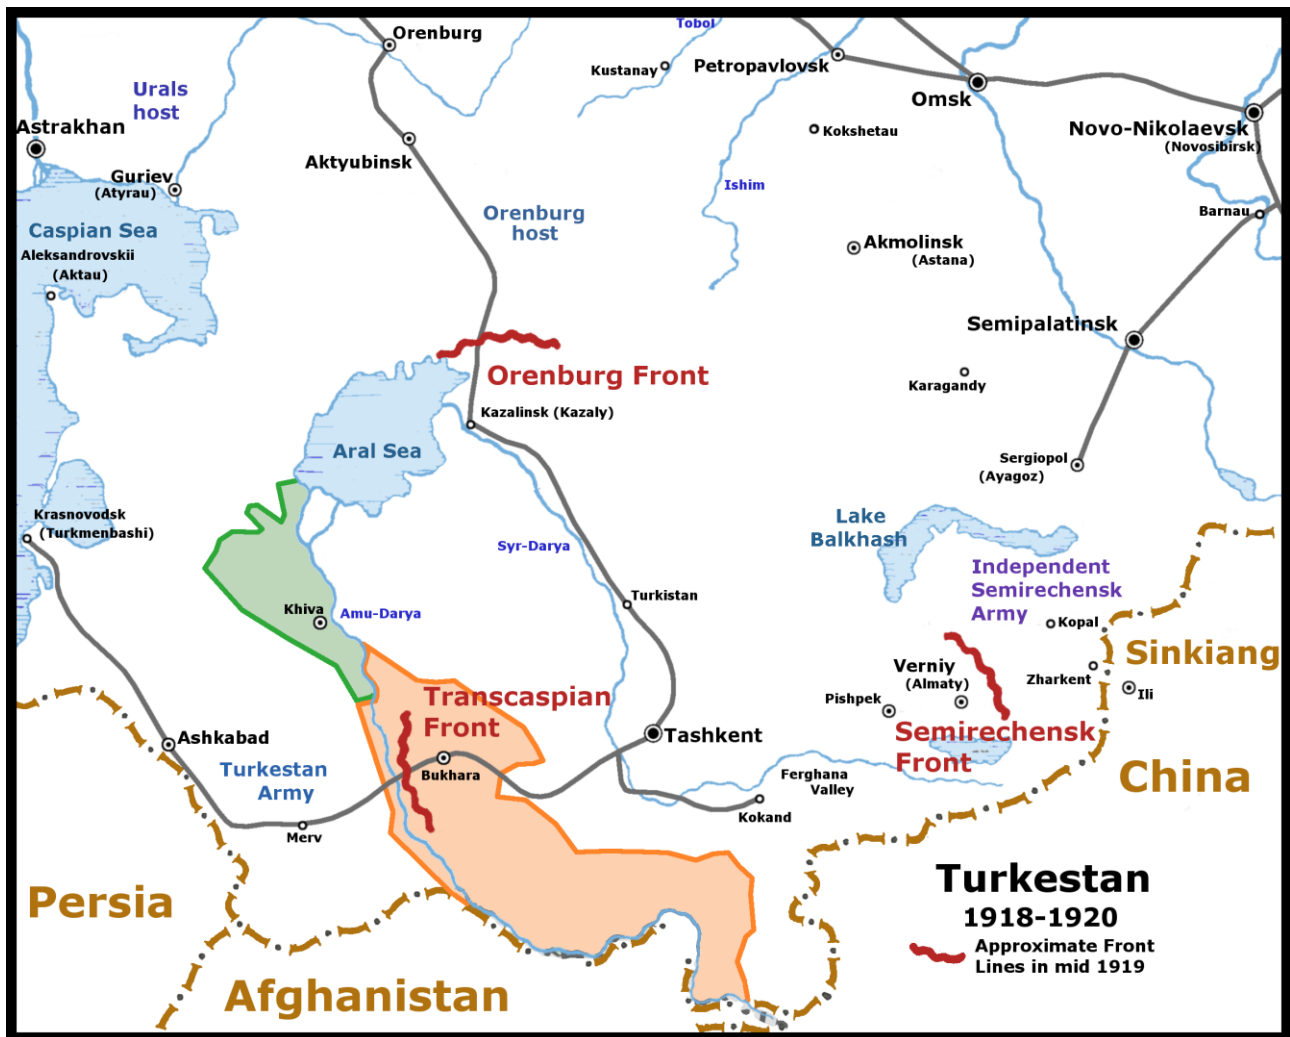 Tobol
Orenburg
Kustanay
Petropavlovsk
Urals
host
Omsk
Astrakhan
Novo-Nikolaevsk
(Novosibirsk)
Kokshetau
Aktyubinsk
Guriev
(Atyrau)
Ishim
Orenburg
host
Barnau
Caspian Sea
Aleksandrovskii
(Aktau)
Akmolinsk
(Astana)
Semipalatinsk
Orenburg Front
Karagandy
Kazalinsk (Kazaly)
Aral Sea
Sergiopol
(Ayagoz)
Krasnovodsk
(Turkmenbashi)
Lake
Balkhash
Syr-Darya
Independent
Semirechensk
Army
Turkistan
Khiva
Amu-Darya
Kopal
Sinkiang
Verniy
(Almaty)
Zharkent
Ili
Pishpek
Transcaspian
Front
Semirechensk
Front
Ashkabad
Tashkent
Turkestan
Army
Bukhara
Ferghana
Valley
China
Kokand
Merv
Persia
Afghanistan
Turkestan
1918-1920
Approximate Front
Lines in mid 1919